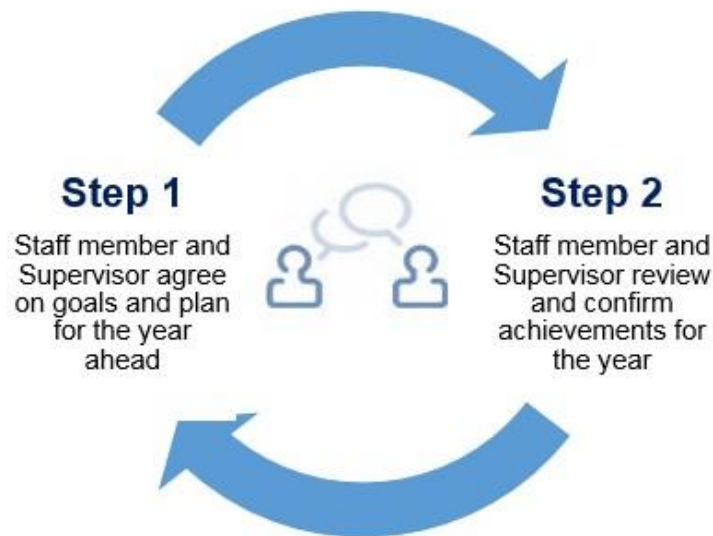 Step 1
Staff member and
Supervisor agree
on goals and plan
for the year
ahead
Step 2
Staff member and
Supervisor review
and confirm
achievements for
the year